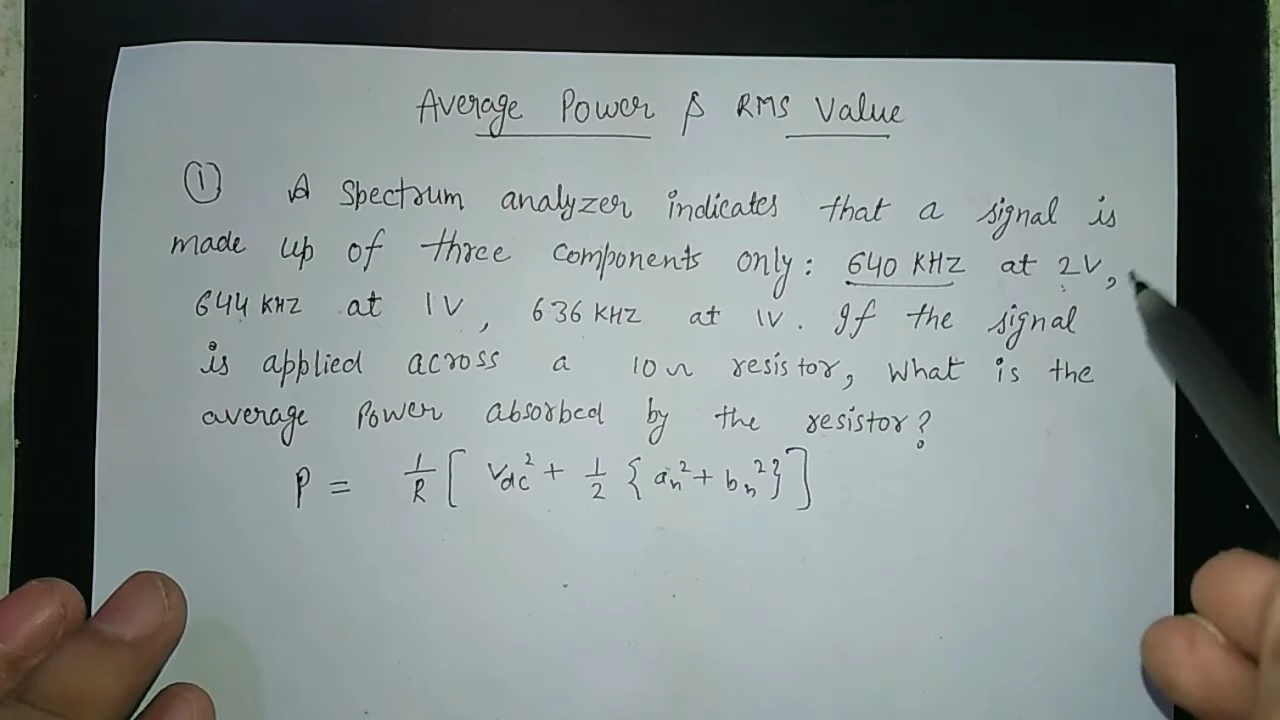 Average Power & RMS Value
① A Spectrum analyzer indicates that a signal is
made up of three components only: 640 KHZ at 2V,
644 KHZ at 1V, 636 KHZ at 1V. If the signal
is applied across a 10Ω resistor, what is the
average Power absorbed by the resistor?
P = 1/R [ Vdc² + 1/2 { an² + bn² } ]